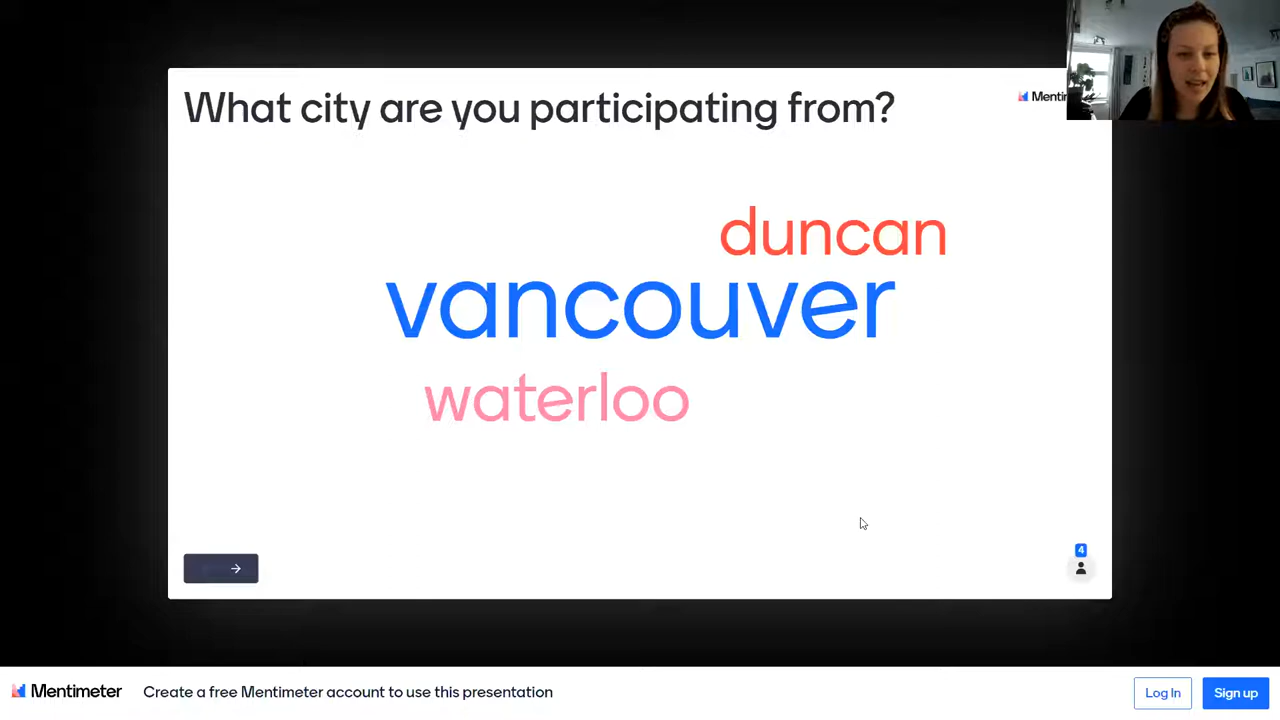 What city are you participating from?
Menti
duncan
vancouver
waterloo
4
Mentimeter
Create a free Mentimeter account to use this presentation
Log In
Sign up